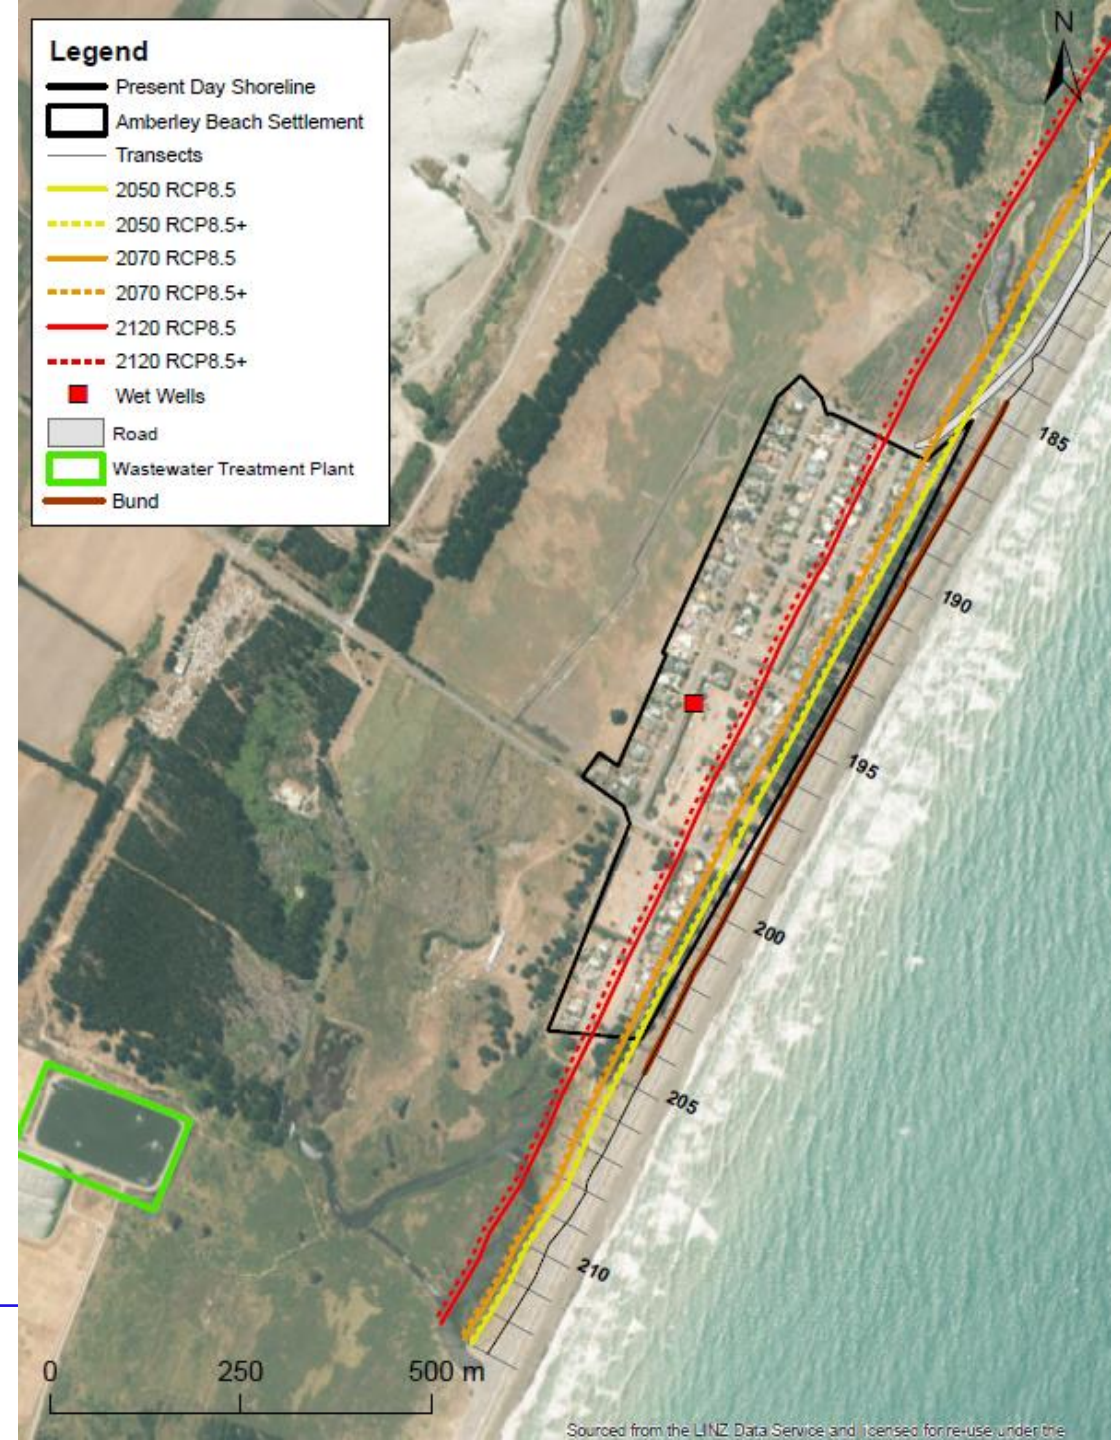 N
Legend
Present Day Shoreline
Amberley Beach Settlement
Transects
2050 RCP8.5
2050 RCP8.5+
2070 RCP8.5
2070 RCP8.5+
2120 RCP8.5
2120 RCP8.5+
Wet Wells
Road
Wastewater Treatment Plant
Bund
185
190
195
200
205
210
0 250 500 m
Sourced from the LINZ Data Service and licensed for re-use under the